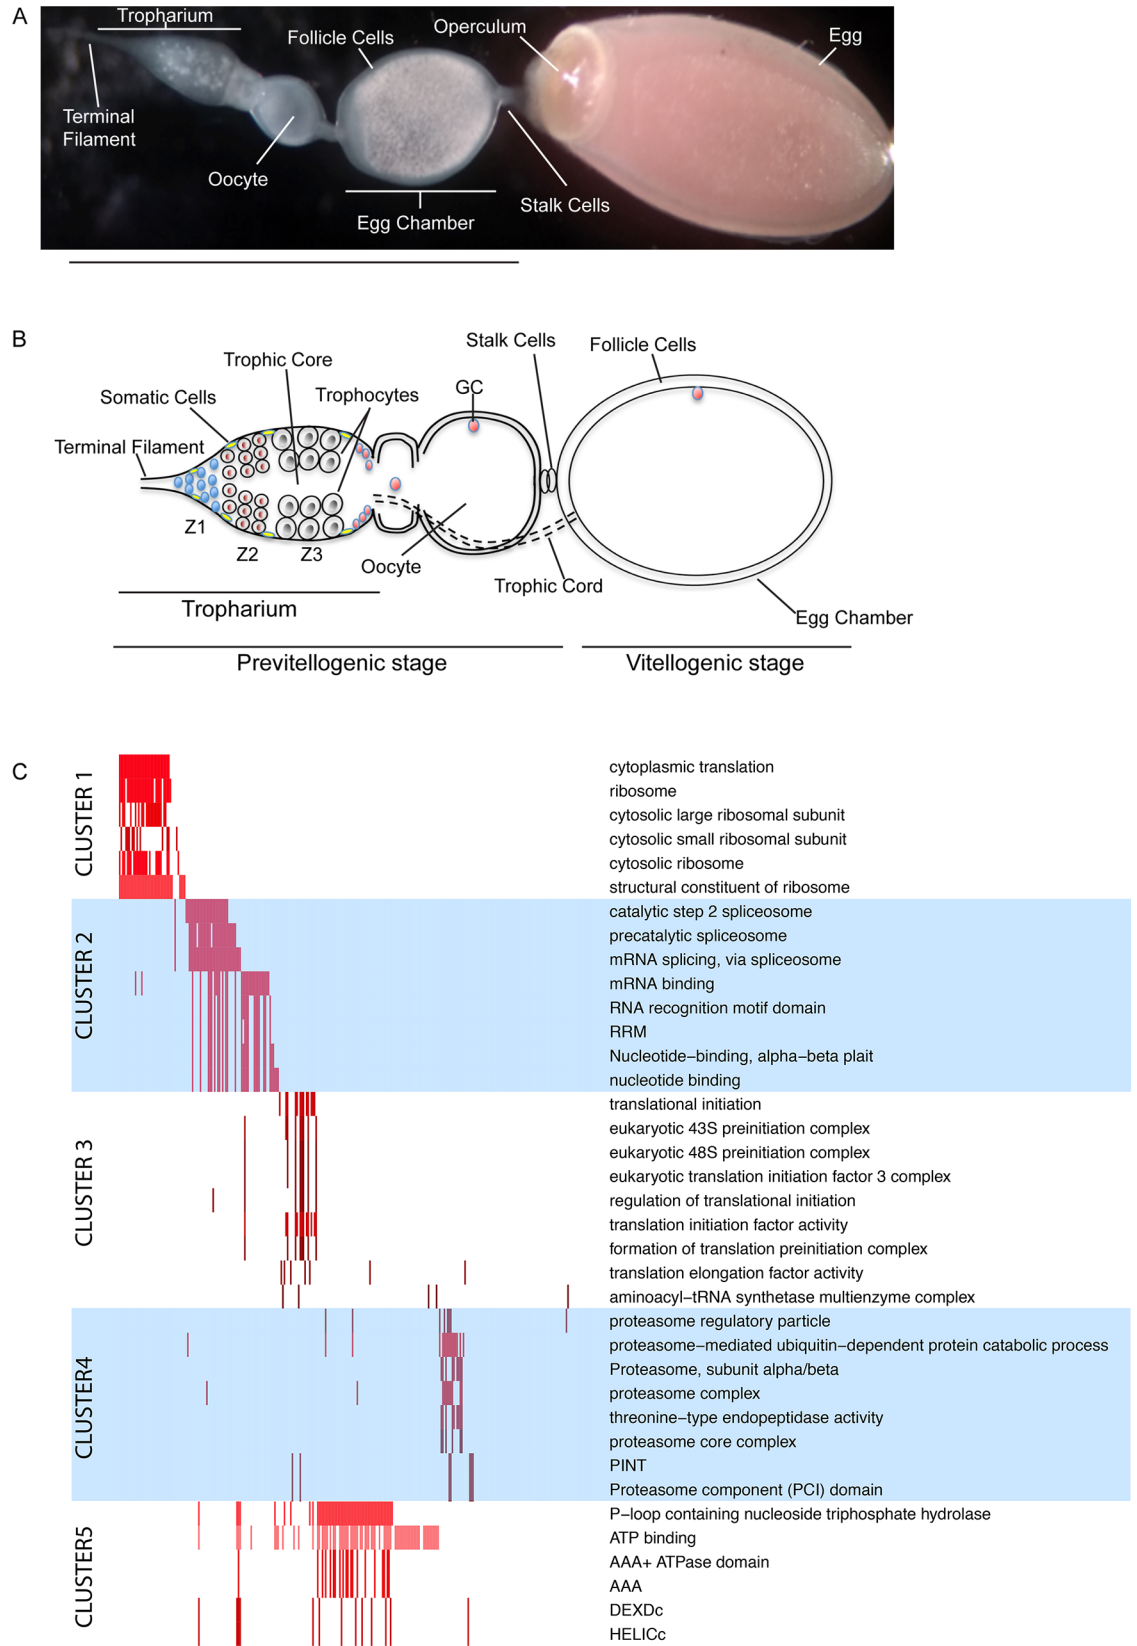 A
Tropharium
Follicle Cells
Operculum
Egg
Terminal
Filament
Oocyte
Egg Chamber
Stalk Cells
B
Stalk Cells
Follicle Cells
Trophic Core
GC
Trophocytes
Somatic Cells
Terminal Filament
Z1
Z2
Z3
Oocyte
Trophic Cord
Tropharium
Egg Chamber
Previtellogenic stage
Vitellogenic stage
C
CLUSTER 1
cytoplasmic translation
ribosome
cytosolic large ribosomal subunit
cytosolic small ribosomal subunit
cytosolic ribosome
structural constituent of ribosome
CLUSTER 2
catalytic step 2 spliceosome
precatalytic spliceosome
mRNA splicing, via spliceosome
mRNA binding
RNA recognition motif domain
RRM
Nucleotide−binding, alpha−beta plait
nucleotide binding
CLUSTER 3
translational initiation
eukaryotic 43S preinitiation complex
eukaryotic 48S preinitiation complex
eukaryotic translation initiation factor 3 complex
regulation of translational initiation
translation initiation factor activity
formation of translation preinitiation complex
translation elongation factor activity
aminoacyl−tRNA synthetase multienzyme complex
CLUSTER4
proteasome regulatory particle
proteasome−mediated ubiquitin−dependent protein catabolic process
Proteasome, subunit alpha/beta
proteasome complex
threonine−type endopeptidase activity
proteasome core complex
PINT
Proteasome component (PCI) domain
CLUSTER5
P−loop containing nucleoside triphosphate hydrolase
ATP binding
AAA+ ATPase domain
AAA
DEXDc
HELICc